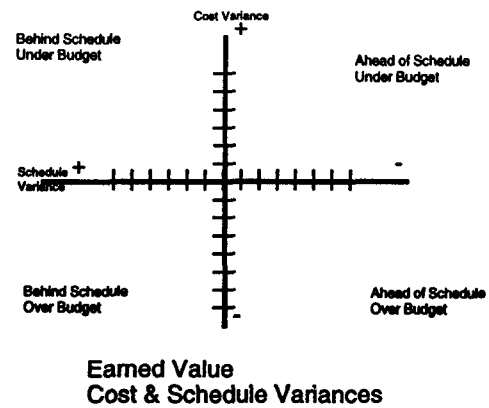 Cost Variance
+
Behind Schedule
Under Budget
Ahead of Schedule
Under Budget
Schedule
Variance
+
-
Behind Schedule
Over Budget
Ahead of Schedule
Over Budget
-
Earned Value
Cost & Schedule Variances